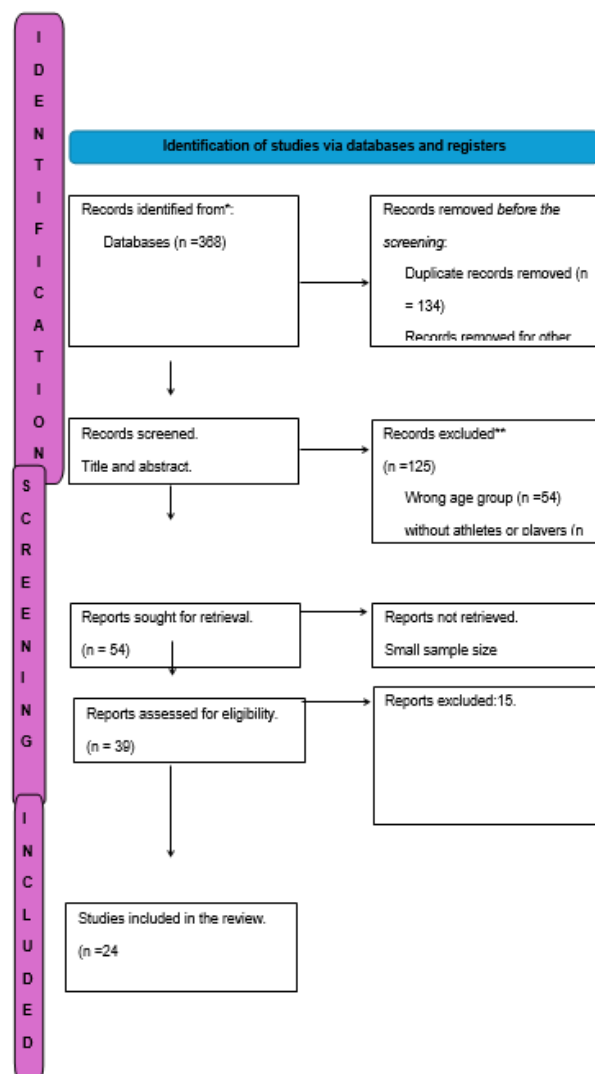 IDENTIFICATION
Identification of studies via databases and registers
Records identified from*:
Databases (n =368)
Records removed before the
screening:
Duplicate records removed (n
= 134)
Records removed for other
Records screened.
Title and abstract.
Records excluded**
(n =125)
Wrong age group (n =54)
without athletes or players (n
SCREENING
Reports sought for retrieval.
(n = 54)
Reports not retrieved.
Small sample size
Reports assessed for eligibility.
(n = 39)
Reports excluded:15.
INCLUDED
Studies included in the review.
(n =24